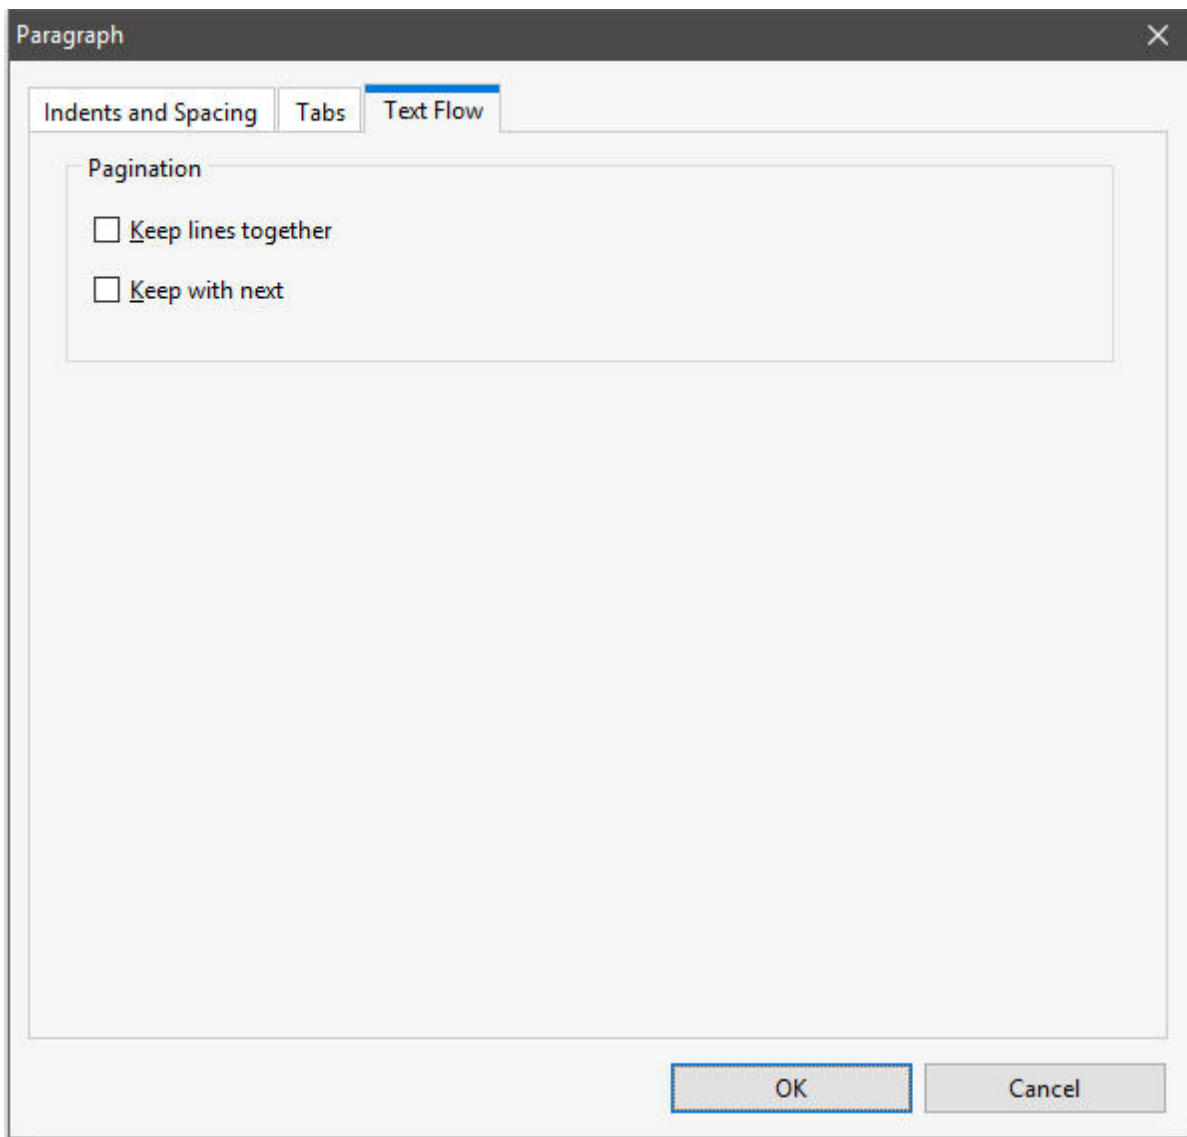 Paragraph
Indents and Spacing Tabs Text Flow
Pagination
Keep lines together
Keep with next
OK Cancel